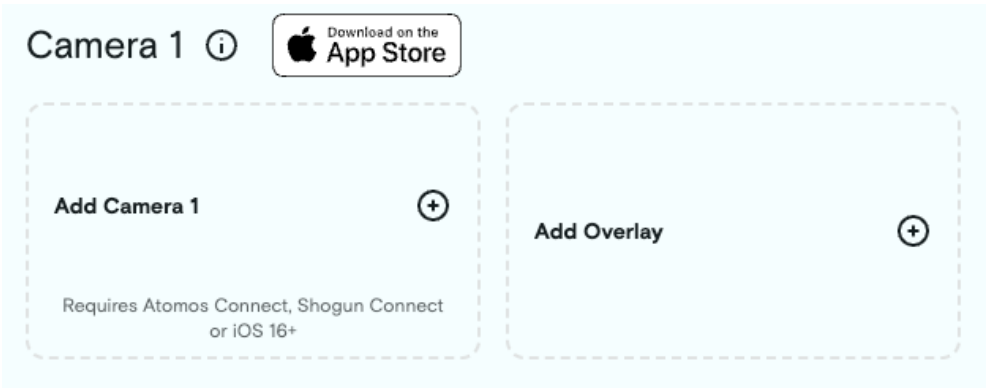 Camera 1
Download on the
App Store
Add Camera 1
Requires Atomos Connect, Shogun Connect
or iOS 16+
Add Overlay